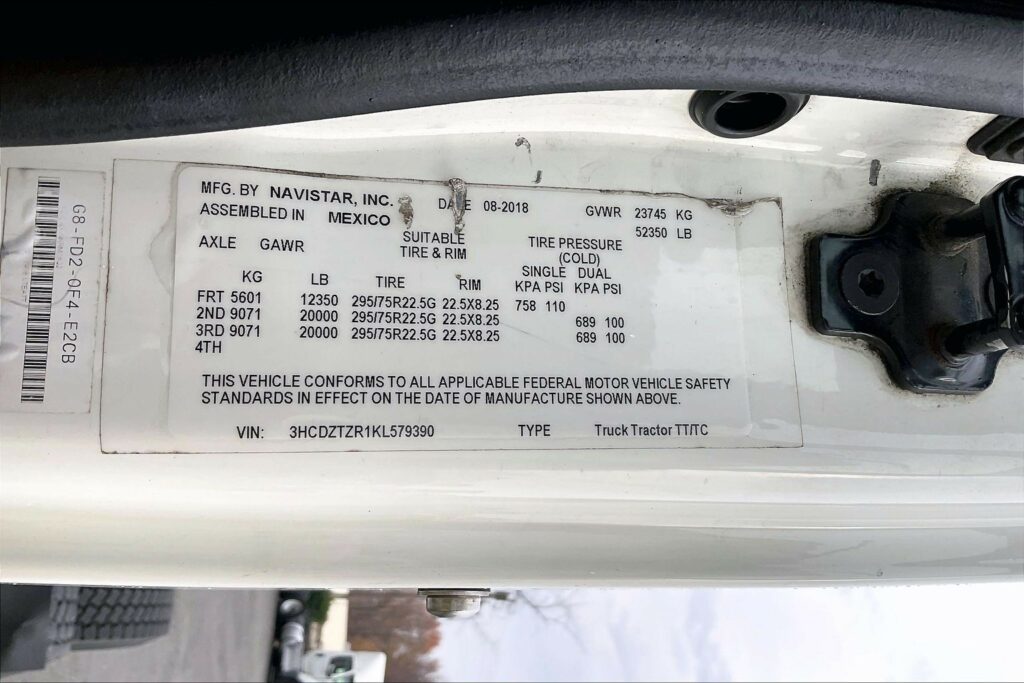 MFG. BY NAVISTAR, INC. DATE 08-2018 GVWR 23745 KG
ASSEMBLED IN MEXICO 52350 LB
AXLE GAWR SUITABLE TIRE & RIM TIRE PRESSURE (COLD)
SINGLE DUAL
KG LB TIRE RIM KPA PSI KPA PSI
FRT 5601 12350 295/75R22.5G 22.5X8.25 758 110
2ND 9071 20000 295/75R22.5G 22.5X8.25 689 100
3RD 9071 20000 295/75R22.5G 22.5X8.25 689 100
4TH
THIS VEHICLE CONFORMS TO ALL APPLICABLE FEDERAL MOTOR VEHICLE SAFETY
STANDARDS IN EFFECT ON THE DATE OF MANUFACTURE SHOWN ABOVE.
VIN: 3HCDZTZR1KL579390 TYPE Truck Tractor TT/TC
G8-FD2-0F4-E2CB